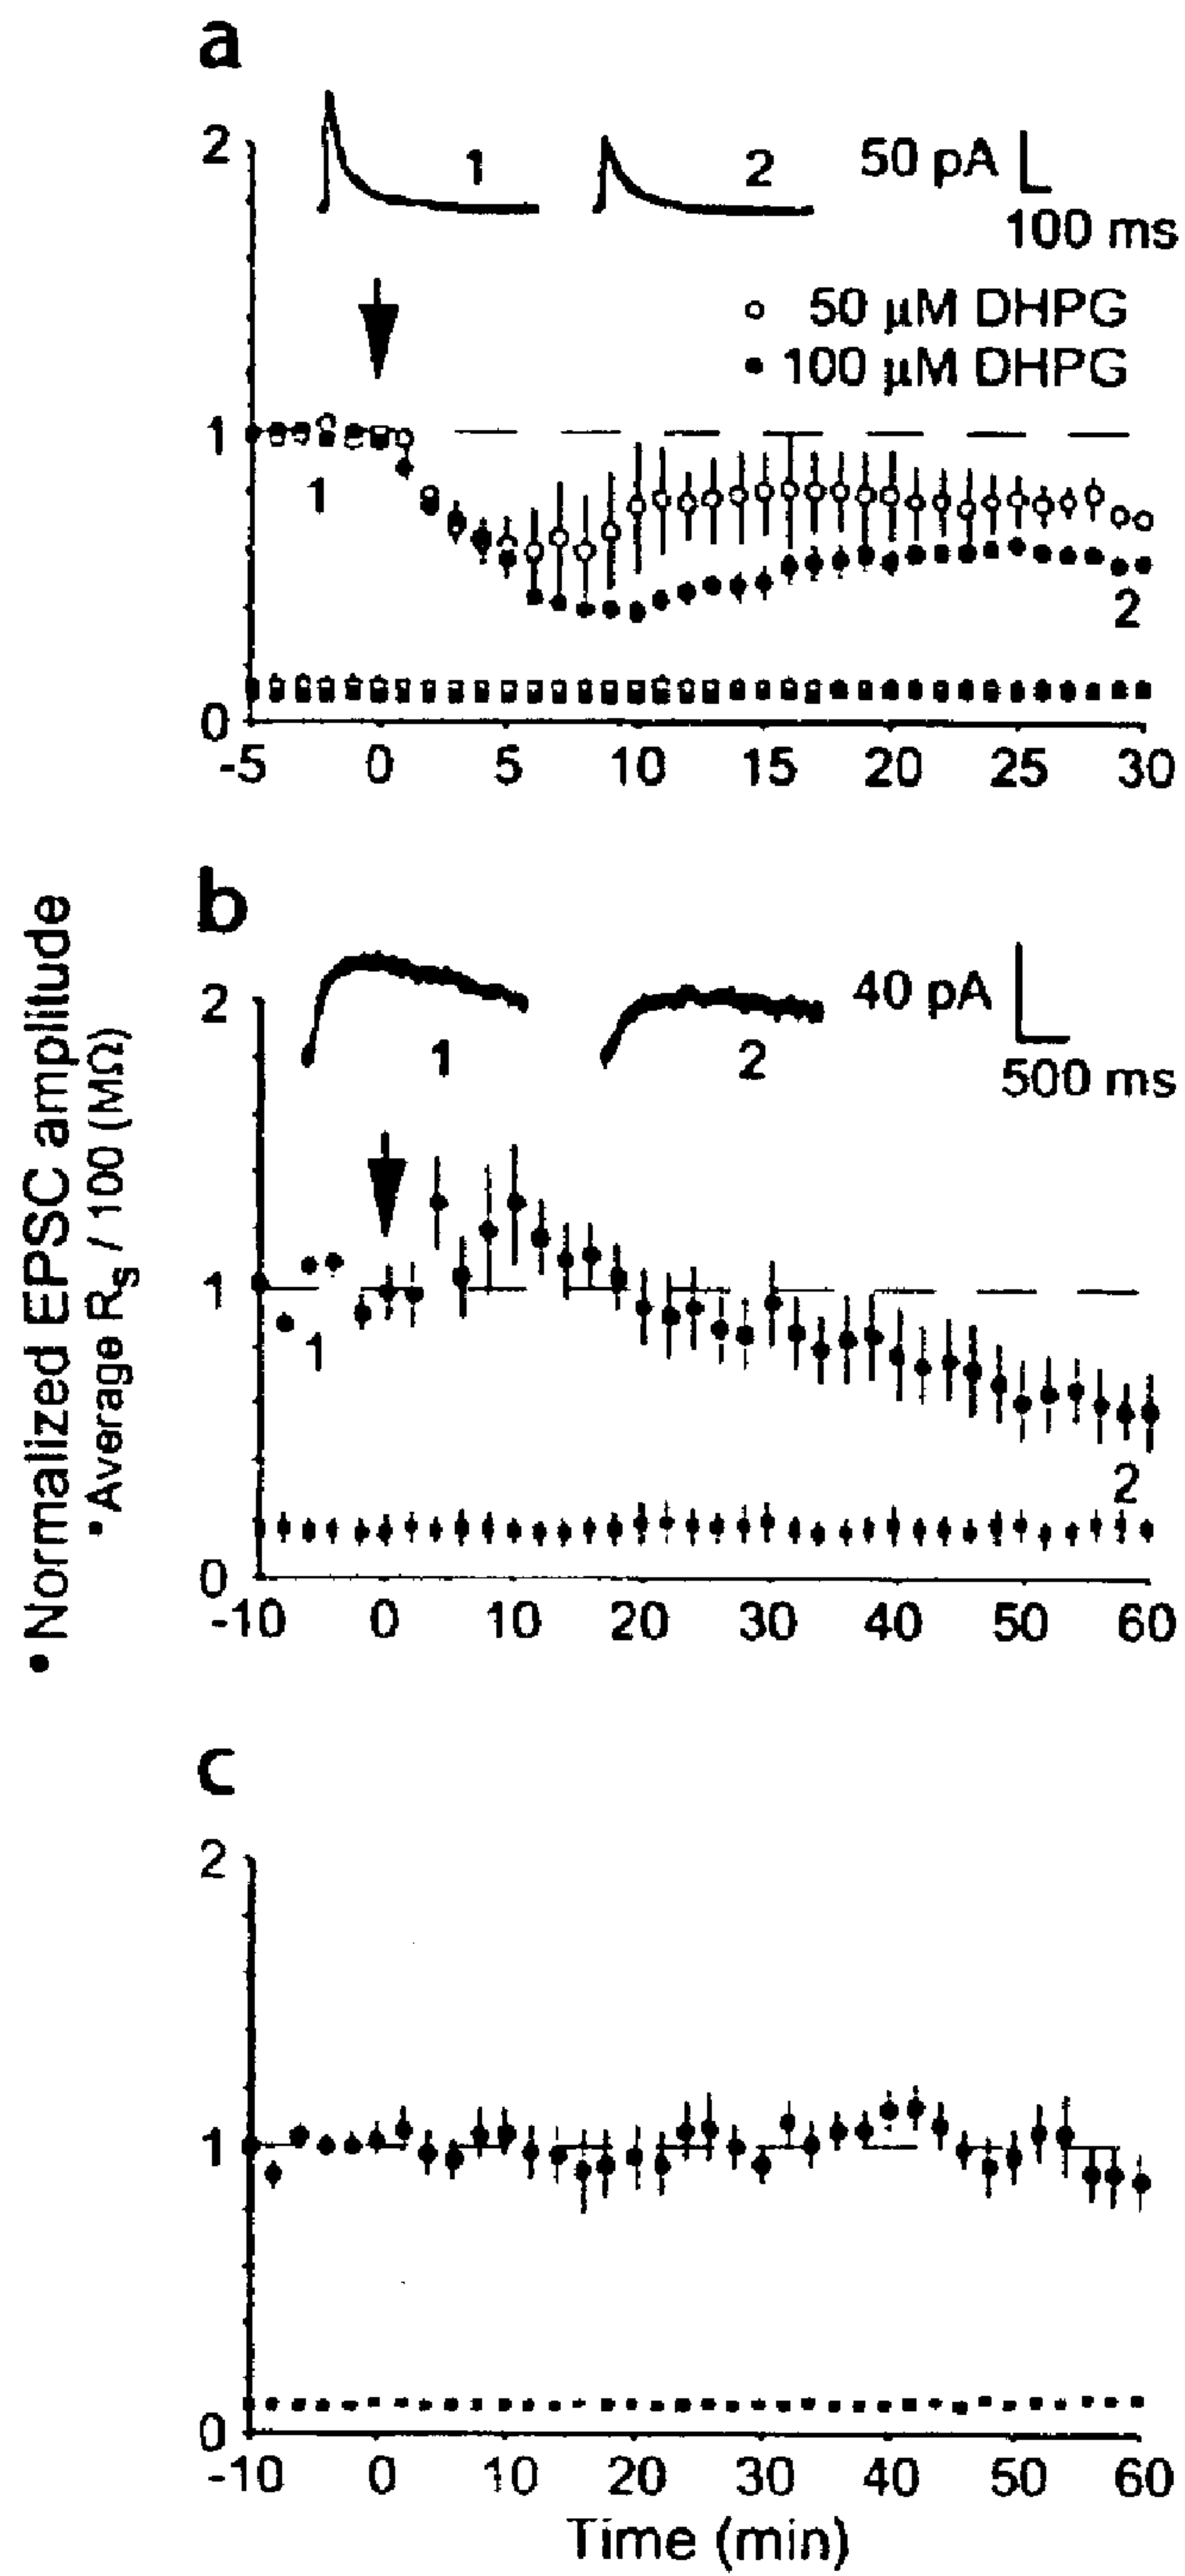 a
2
1
2
50 pA
100 ms
○ 50 µM DHPG
● 100 µM DHPG
1
1
2
0
-5 0 5 10 15 20 25 30
• Normalized EPSC amplitude
▪ Average Rs / 100 (MΩ)
b
2
1
2
40 pA
500 ms
1
1
2
0
-10 0 10 20 30 40 50 60
c
2
1
0
-10 0 10 20 30 40 50 60
Time (min)